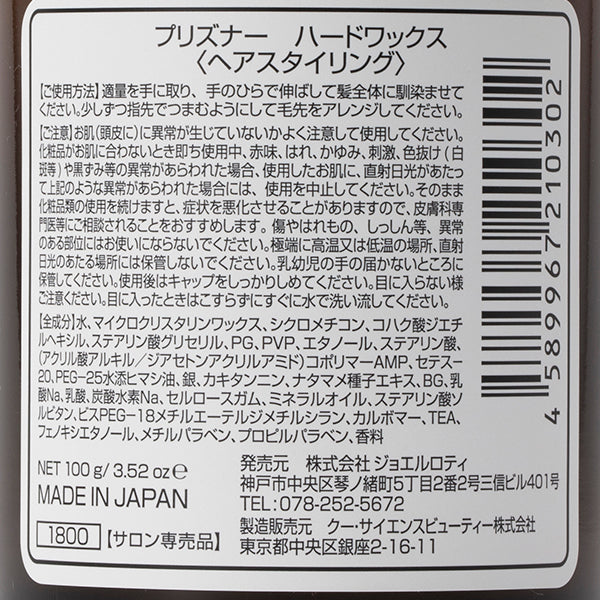 プリズナー　ハードワックス
〈ヘアスタイリング〉
【ご使用方法】適量を手に取り、手のひらで伸ばして髪全体に馴染ませて
ください。少しずつ指先でつまむようにして毛先をアレンジしてください。
【ご注意】お肌(頭皮に)に異常が生じていないかよく注意して使用してください。
化粧品がお肌に合わないとき即ち使用中、赤味、はれ、かゆみ、刺激、色抜け(白
斑等)や黒ずみ等の異常があらわれた場合、使用したお肌に、直射日光があたっ
て上記のような異常があらわれた場合には、使用を中止してください。そのまま
化粧品類の使用を続けますと、症状を悪化させることがありますので、皮膚科専
門医等にご相談されることをおすすめします。傷やはれもの、しっしん等、異常
のある部位にはお使いにならないでください。極端に高温又は低温の場所、直射
日光のあたる場所には保管しないでください。乳幼児の手の届かないところに
保管してください。使用後はキャップをしっかりしめてください。目に入らない様
ご注意ください。目に入ったときはこすらずにすぐに水で洗い流してください。
【全成分】水、マイクロクリスタリンワックス、シクロメチコン、コハク酸ジエチ
ルヘキシル、ステアリン酸グリセリル、PG、PVP、エタノール、ステアリン酸、
(アクリル酸アルキル／ジアセトンアクリルアミド)コポリマーAMP、セテス-
20、PEG-25水添ヒマシ油、銀、カキタンニン、ナタマメ種子エキス、BG、乳
酸Na、乳酸、炭酸水素Na、セルロースガム、ミネラルオイル、ステアリン酸ソ
ルビタン、ビスPEG-18メチルエーテルジメチルシラン、カルボマー、TEA、
フェノキシエタノール、メチルパラベン、プロピルパラベン、香料
NET 100g/3.52oz℮
MADE IN JAPAN
1800 【サロン専売品】
発売元　株式会社 ジョエルロティ
神戸市中央区琴ノ緒町5丁目2番2号三信ビル401号
TEL:078-252-5672
製造販売元　クー・サイエンスビューティー株式会社
東京都中央区銀座2-16-11
4589967210302